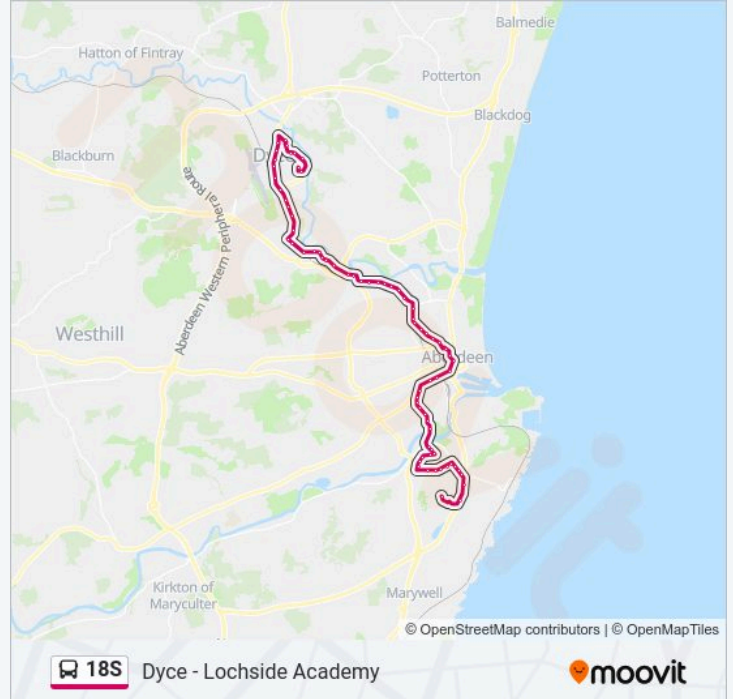 Balmedie
Hatton of Fintray
Potterton
Blackdog
Blackburn
Dyce
Aberdeen Western Peripheral Route
Westhill
Aberdeen
Kirkton of
Maryculter
Marywell
© OpenStreetMap contributors | © OpenMapTiles
18S Dyce - Lochside Academy
moovit